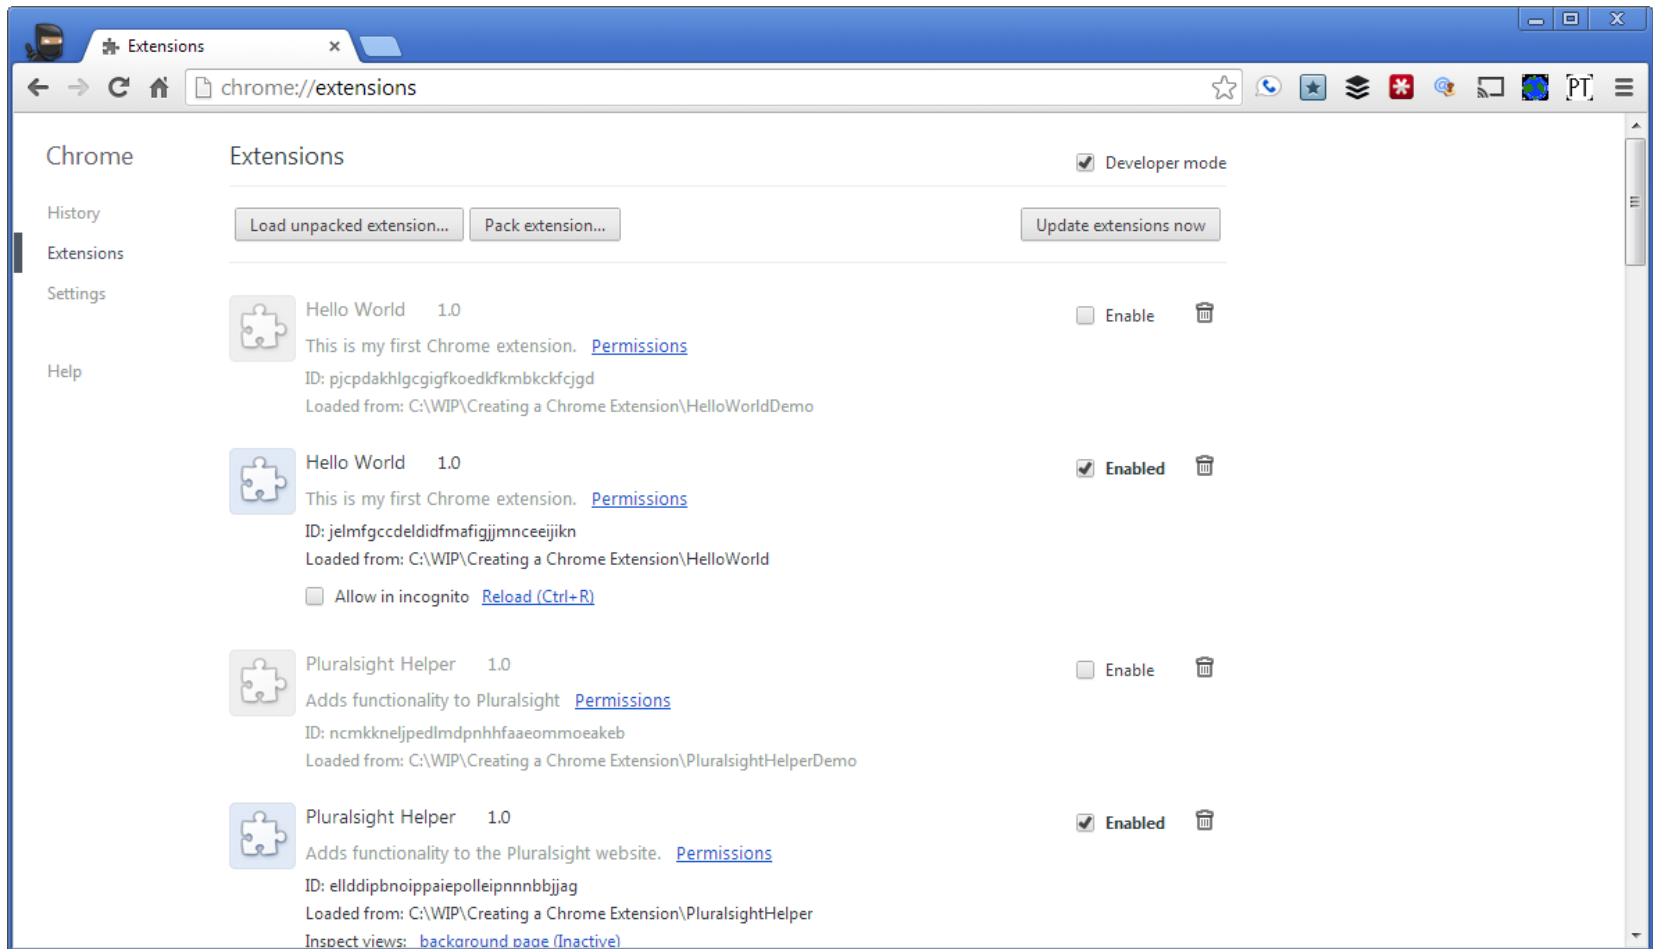 Extensions
chrome://extensions
PT
Chrome
Extensions
Developer mode
History
Extensions
Settings
Help
Load unpacked extension... Pack extension... Update extensions now
Hello World 1.0 Enable
This is my first Chrome extension. Permissions
ID: pjcpdakhlgcgigfkoedkfkmbkckfcjgd
Loaded from: C:\WIP\Creating a Chrome Extension\HelloWorldDemo
Hello World 1.0 Enabled
This is my first Chrome extension. Permissions
ID: jelmfgccdeldidfmafigjjmnceeijikn
Loaded from: C:\WIP\Creating a Chrome Extension\HelloWorld
Allow in incognito Reload (Ctrl+R)
Pluralsight Helper 1.0 Enable
Adds functionality to Pluralsight Permissions
ID: ncmkkneljpedlmdpnhhfaaeommoeakeb
Loaded from: C:\WIP\Creating a Chrome Extension\PluralsightHelperDemo
Pluralsight Helper 1.0 Enabled
Adds functionality to the Pluralsight website. Permissions
ID: ellddipbnoippaiepolleipnnnbbjjag
Loaded from: C:\WIP\Creating a Chrome Extension\PluralsightHelper
Inspect views: background page (Inactive)